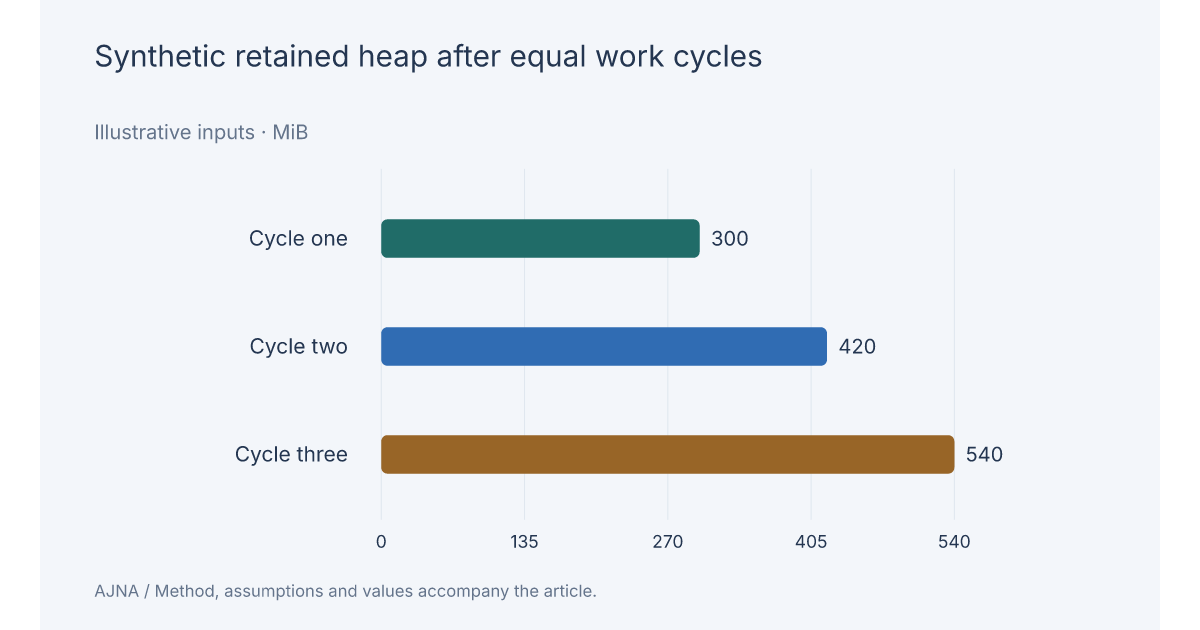 Synthetic retained heap after equal work cycles
Illustrative inputs · MiB
Cycle one 300
Cycle two 420
Cycle three 540
0 135 270 405 540
AJNA / Method, assumptions and values accompany the article.